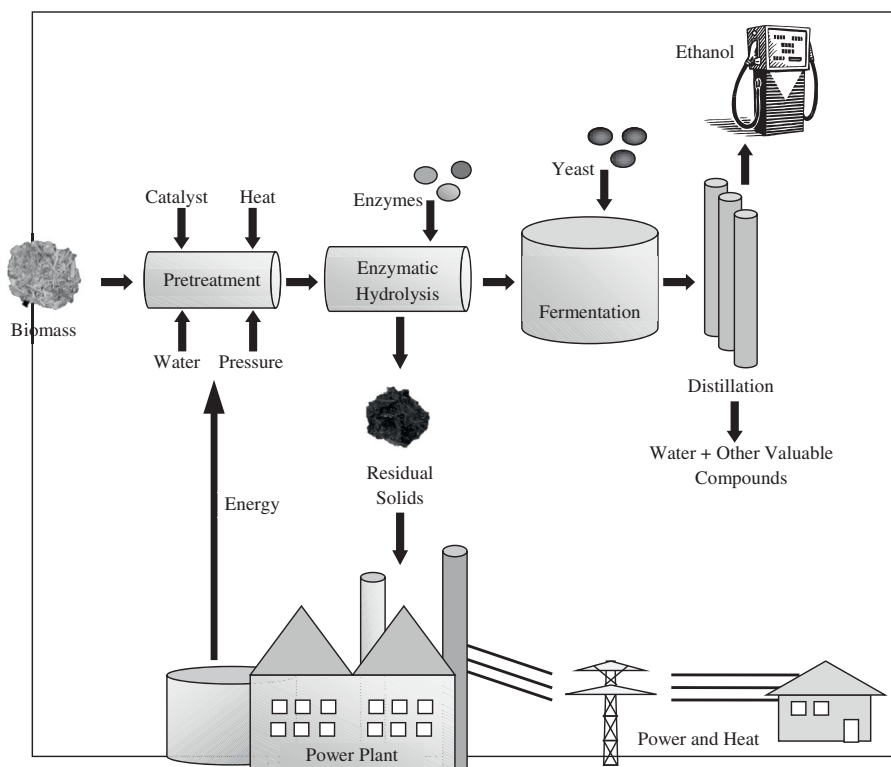 Ethanol
Yeast
Catalyst Heat
Enzymes
Pretreatment
Enzymatic
Hydrolysis
Fermentation
Biomass
Water Pressure
Distillation
Water + Other Valuable
Compounds
Residual
Solids
Energy
Power Plant
Power and Heat